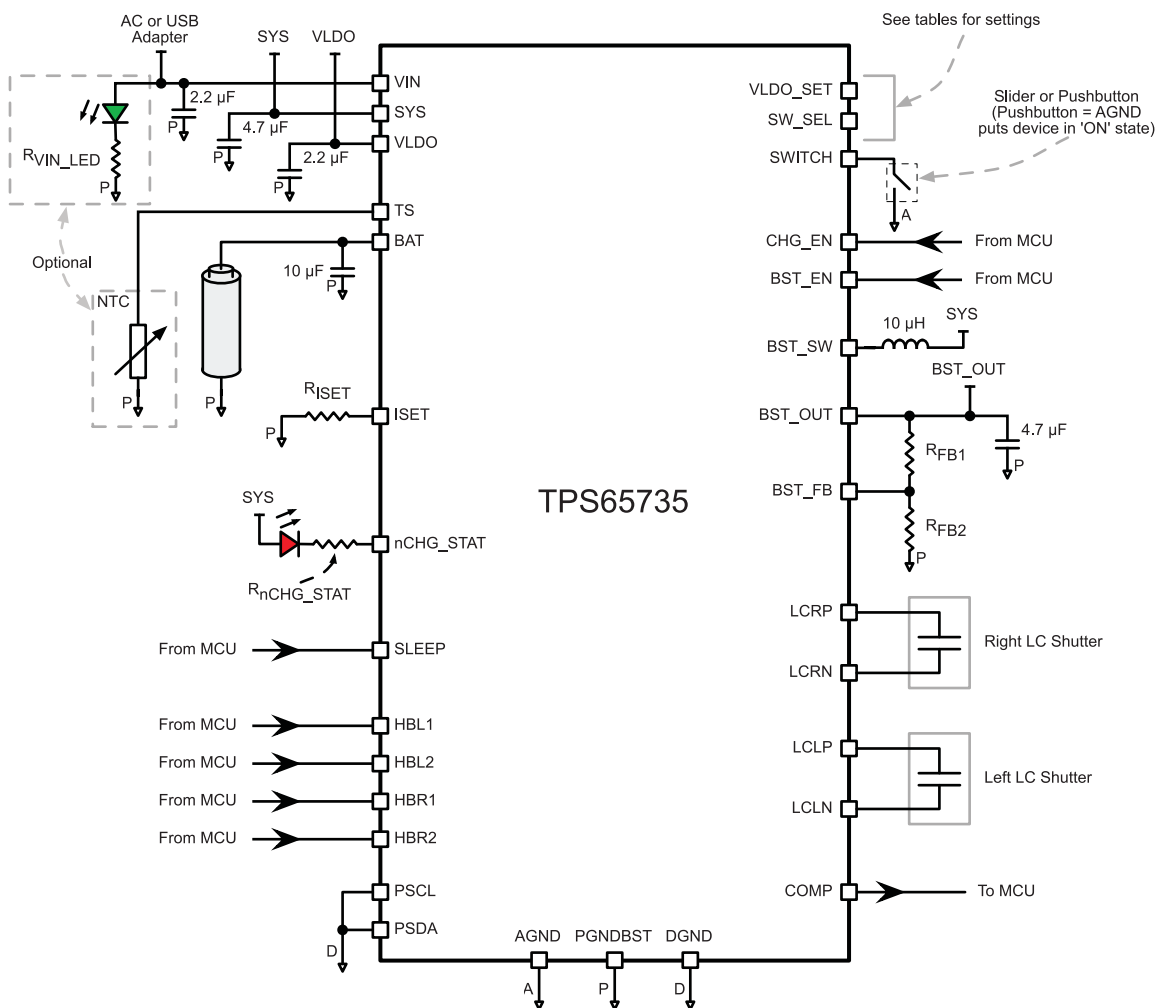 AC or USB
Adapter
SYS
VLDO
2.2 µF
P
4.7 µF
P
2.2 µF
P
RVIN_LED
P
Optional
NTC
P
P
10 µF
P
RISET
P
SYS
RnCHG_STAT
From MCU
From MCU
From MCU
From MCU
From MCU
D
VIN
SYS
VLDO
TS
BAT
ISET
nCHG_STAT
SLEEP
HBL1
HBL2
HBR1
HBR2
PSCL
PSDA
TPS65735
AGND
PGNDBST
DGND
A
P
D
VLDO_SET
SW_SEL
SWITCH
CHG_EN
BST_EN
BST_SW
BST_OUT
BST_FB
LCRP
LCRN
LCLP
LCLN
COMP
See tables for settings
Slider or Pushbutton
(Pushbutton = AGND
puts device in 'ON' state)
A
From MCU
From MCU
10 µH
SYS
BST_OUT
RFB1
4.7 µF
P
RFB2
P
Right LC Shutter
Left LC Shutter
To MCU